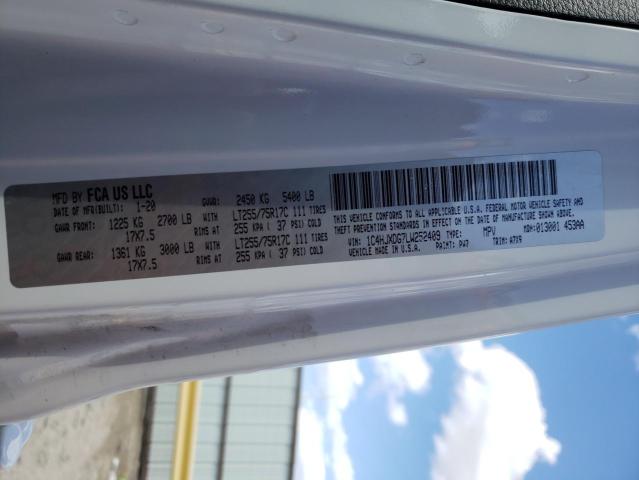 MFD BY FCA US LLC
DATE OF MFR(BUILT): 1-20 GVWR: 2450 KG 5400 LB
GAWR FRONT: 1225 KG 2700 LB WITH LT255/75R17C 111 TIRES
17X7.5 RIMS AT 255 KPA ( 37 PSI) COLD
GAWR REAR: 1361 KG 3000 LB WITH LT255/75R17C 111 TIRES
17X7.5 RIMS AT 255 KPA ( 37 PSI) COLD
THIS VEHICLE CONFORMS TO ALL APPLICABLE U.S.A. FEDERAL MOTOR VEHICLE SAFETY AND
THEFT PREVENTION STANDARDS IN EFFECT ON THE DATE OF MANUFACTURE SHOWN ABOVE.
VIN: 1C4HJXDG7LW252409 TYPE: MPV MDH: 013001 453AA
VEHICLE MADE IN U.S.A. PAINT: PW7 TRIM: A7X9